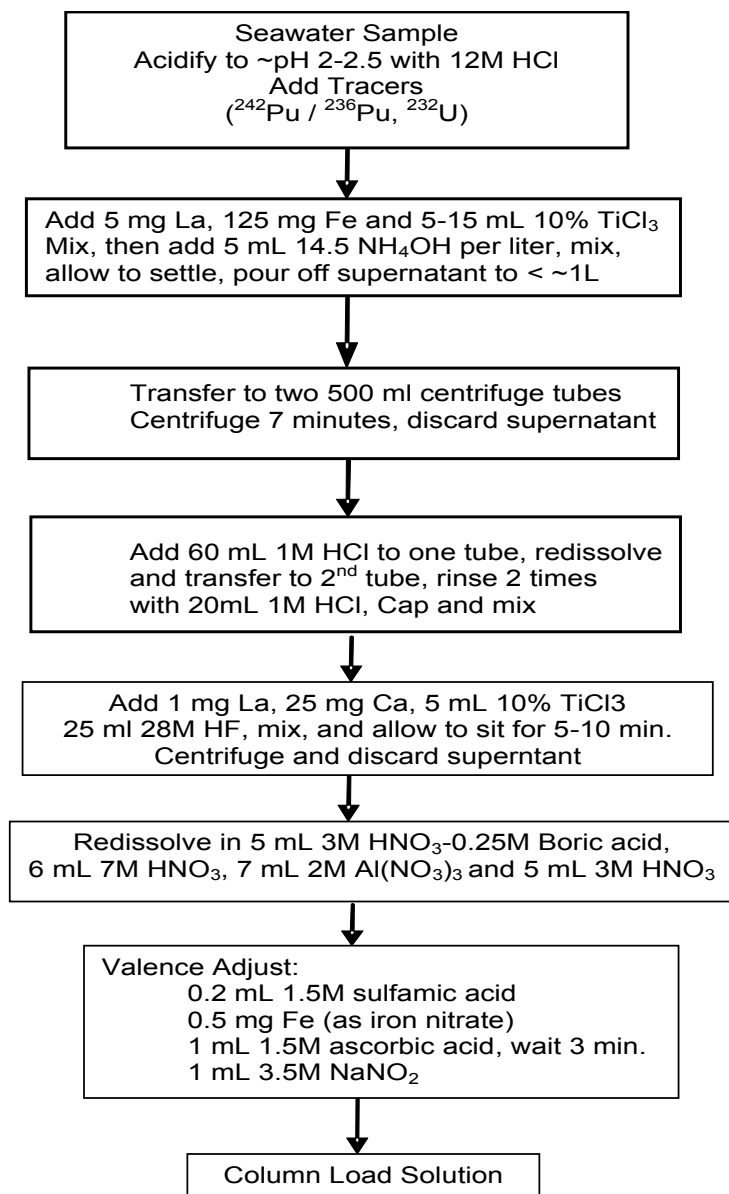 Seawater Sample
Acidify to ~pH 2-2.5 with 12M HCl
Add Tracers
(²⁴²Pu / ²³⁶Pu, ²³²U)
Add 5 mg La, 125 mg Fe and 5-15 mL 10% TiCl₃
Mix, then add 5 mL 14.5 NH₄OH per liter, mix,
allow to settle, pour off supernatant to < ~1L
Transfer to two 500 ml centrifuge tubes
Centrifuge 7 minutes, discard supernatant
Add 60 mL 1M HCl to one tube, redissolve
and transfer to 2ⁿᵈ tube, rinse 2 times
with 20mL 1M HCl, Cap and mix
Add 1 mg La, 25 mg Ca, 5 mL 10% TiCl3
25 ml 28M HF, mix, and allow to sit for 5-10 min.
Centrifuge and discard superntant
Redissolve in 5 mL 3M HNO₃-0.25M Boric acid,
6 mL 7M HNO₃, 7 mL 2M Al(NO₃)₃ and 5 mL 3M HNO₃
Valence Adjust:
0.2 mL 1.5M sulfamic acid
0.5 mg Fe (as iron nitrate)
1 mL 1.5M ascorbic acid, wait 3 min.
1 mL 3.5M NaNO₂
Column Load Solution